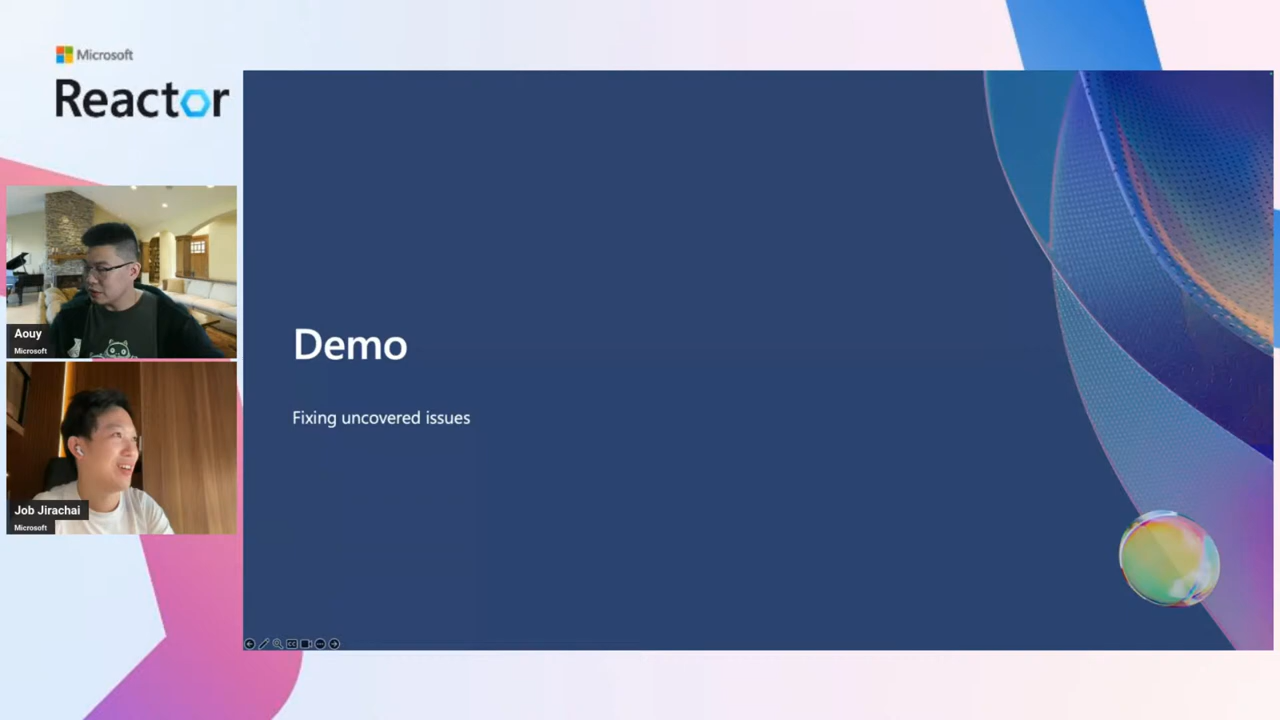 Microsoft
Reactor
Aouy
Microsoft
Job Jirachai
Microsoft
Demo
Fixing uncovered issues